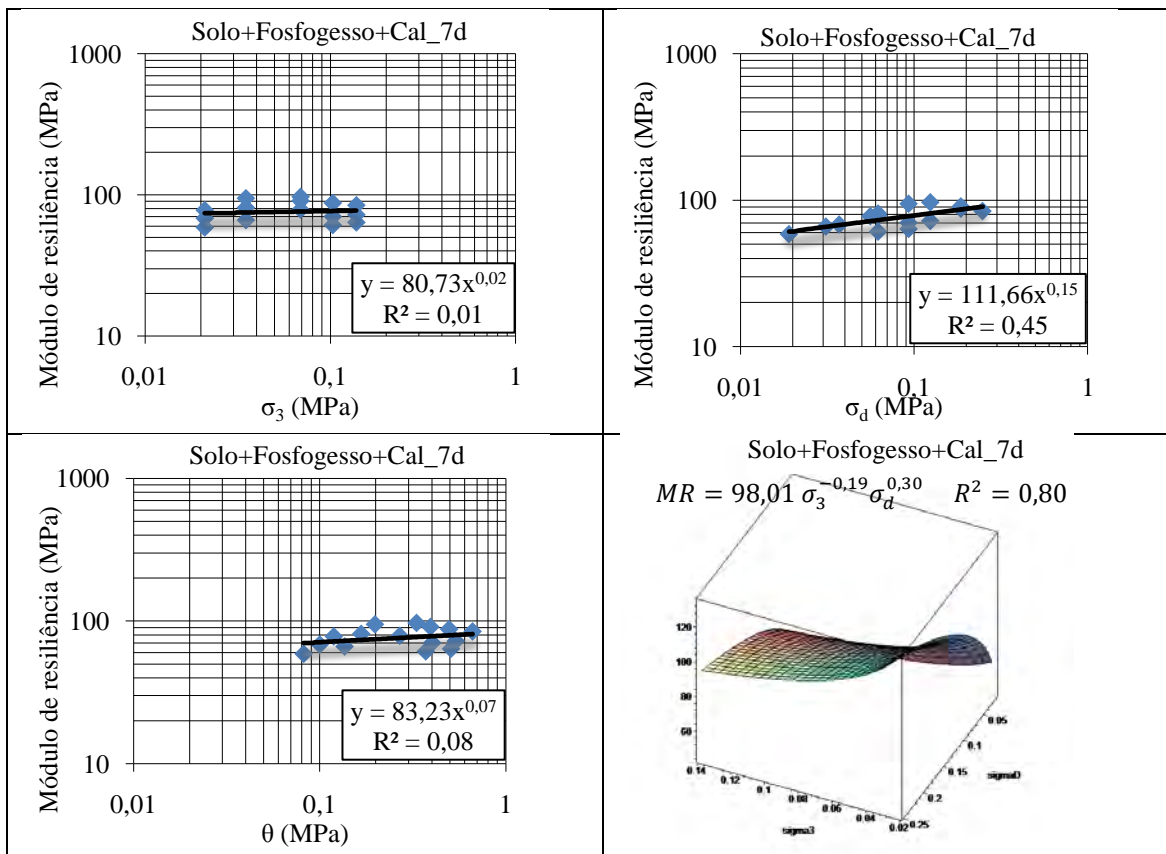 Solo+Fosfogesso+Cal_7d
Módulo de resiliência (MPa)
1000
100
10
y = 80,73x^0,02
R² = 0,01
0,01 0,1 1
σ3 (MPa)
Solo+Fosfogesso+Cal_7d
Módulo de resiliência (MPa)
1000
100
10
y = 111,66x^0,15
R² = 0,45
0,01 0,1 1
σd (MPa)
Solo+Fosfogesso+Cal_7d
Módulo de resiliência (MPa)
1000
100
10
y = 83,23x^0,07
R² = 0,08
0,01 0,1 1
θ (MPa)
Solo+Fosfogesso+Cal_7d
MR = 98,01 σ3^−0,19 σd^0,30 R² = 0,80
120
100
80
60
0.14 0.12 0.1 0.08 0.06 0.04 0.02
sigma3
0.05
0.1
0.15
0.2
0.25
sigmaD